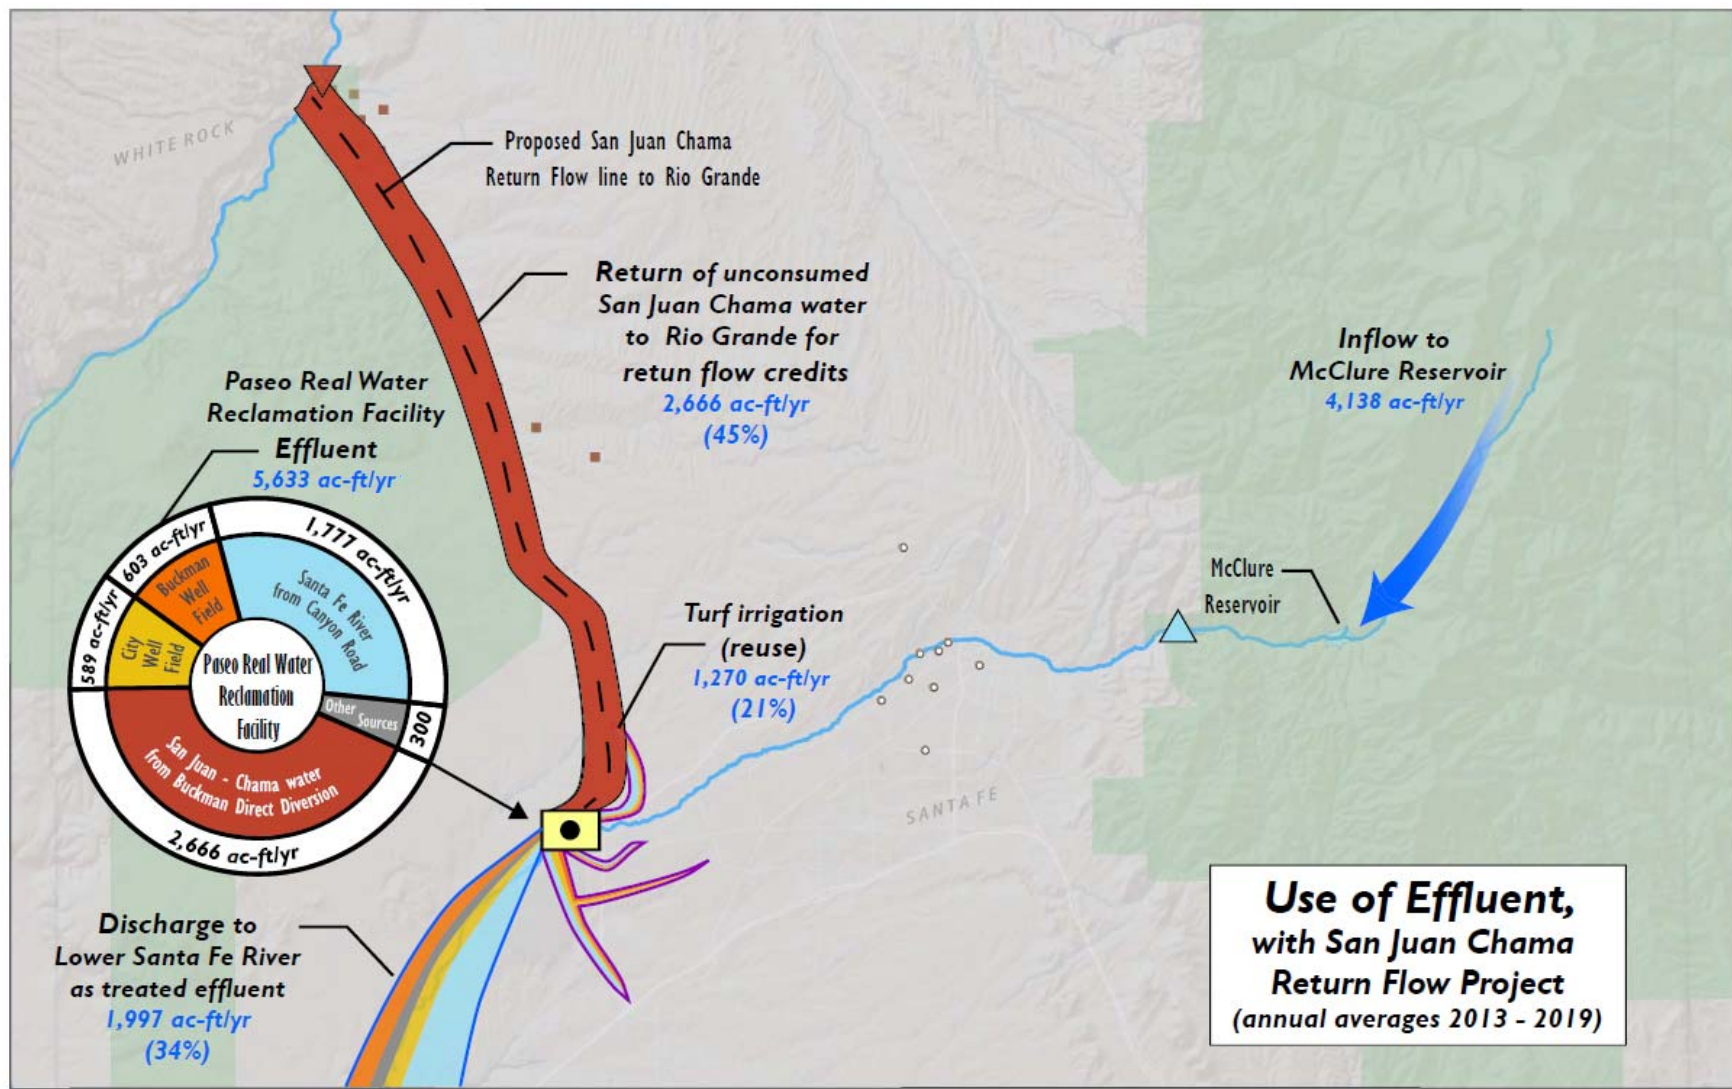 WHITE ROCK
Proposed San Juan Chama
Return Flow line to Rio Grande
Return of unconsumed
San Juan Chama water
to Rio Grande for
retun flow credits
2,666 ac-ft/yr
(45%)
Inflow to
McClure Reservoir
4,138 ac-ft/yr
Paseo Real Water
Reclamation Facility
Effluent
5,633 ac-ft/yr
603 ac-ft/yr
1,777 ac-ft/yr
589 ac-ft/yr
300
2,666 ac-ft/yr
Buckman
Well
Field
Santa Fe River
from Canyon Road
City
Well
Field
Other
Sources
San Juan - Chama water
from Buckman Direct Diversion
Paseo Real Water
Reclamation
Facility
McClure
Reservoir
Turf irrigation
(reuse)
1,270 ac-ft/yr
(21%)
SANTA FE
Discharge to
Lower Santa Fe River
as treated effluent
1,997 ac-ft/yr
(34%)
Use of Effluent,
with San Juan Chama
Return Flow Project
(annual averages 2013 - 2019)